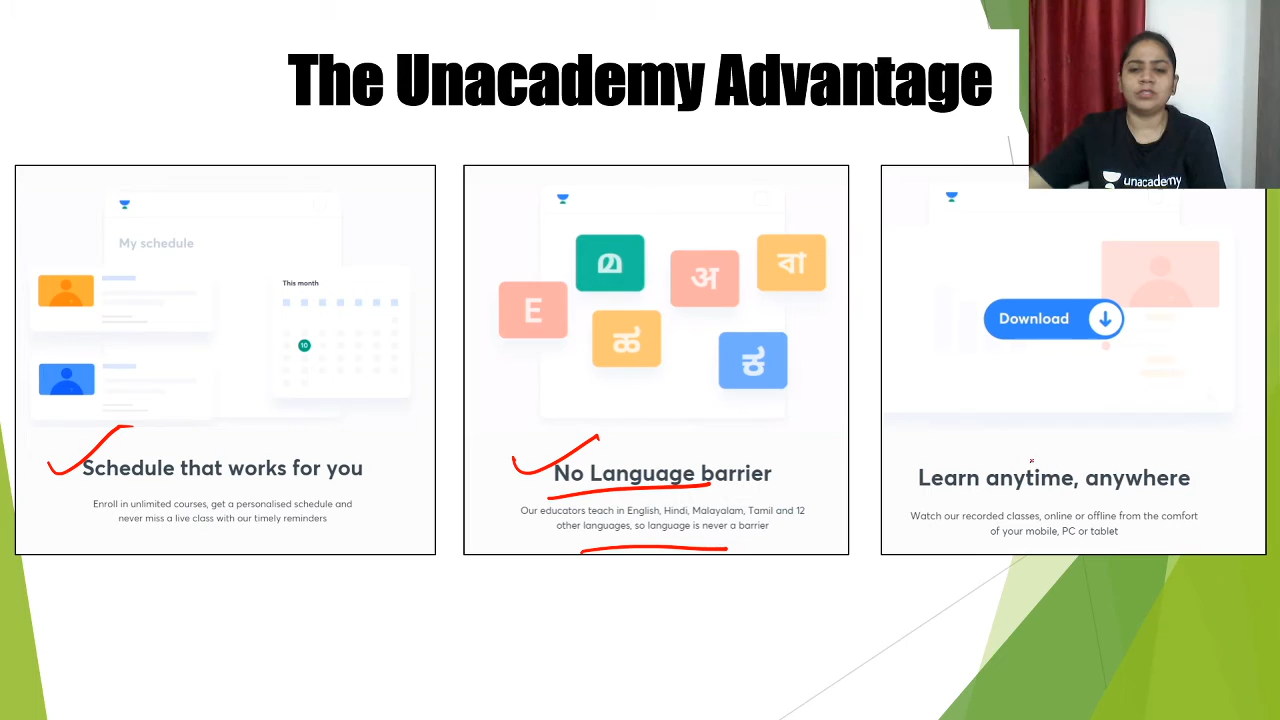 The Unacademy Advantage
unacademy
My schedule
This month
10
Schedule that works for you
Enroll in unlimited courses, get a personalised schedule and
never miss a live class with our timely reminders
E
മ
ഹ
अ
বা
ಕ
No Language barrier
Our educators teach in English, Hindi, Malayalam, Tamil and 12
other languages, so language is never a barrier
Download
Learn anytime, anywhere
Watch our recorded classes, online or offline from the comfort
of your mobile, PC or tablet